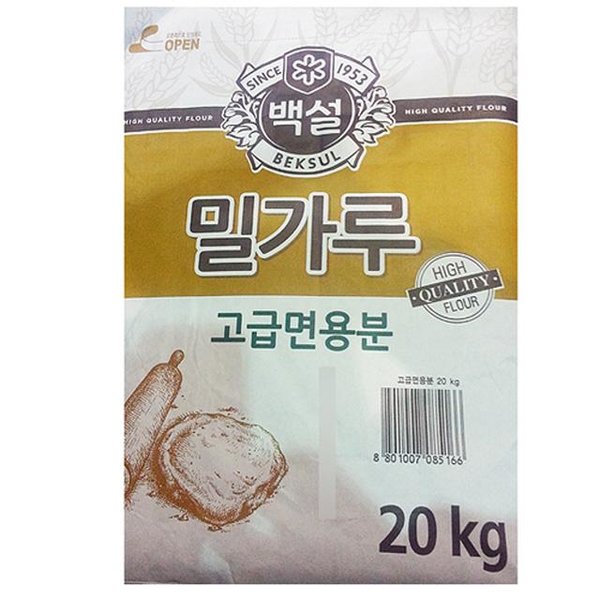 OPEN
SINCE 1953
백설
BEKSUL
HIGH QUALITY FLOUR
HIGH QUALITY FLOUR
밀가루
HIGH
QUALITY
FLOUR
고급면용분
고급면용분 20 kg
8 801007 085166
20 kg